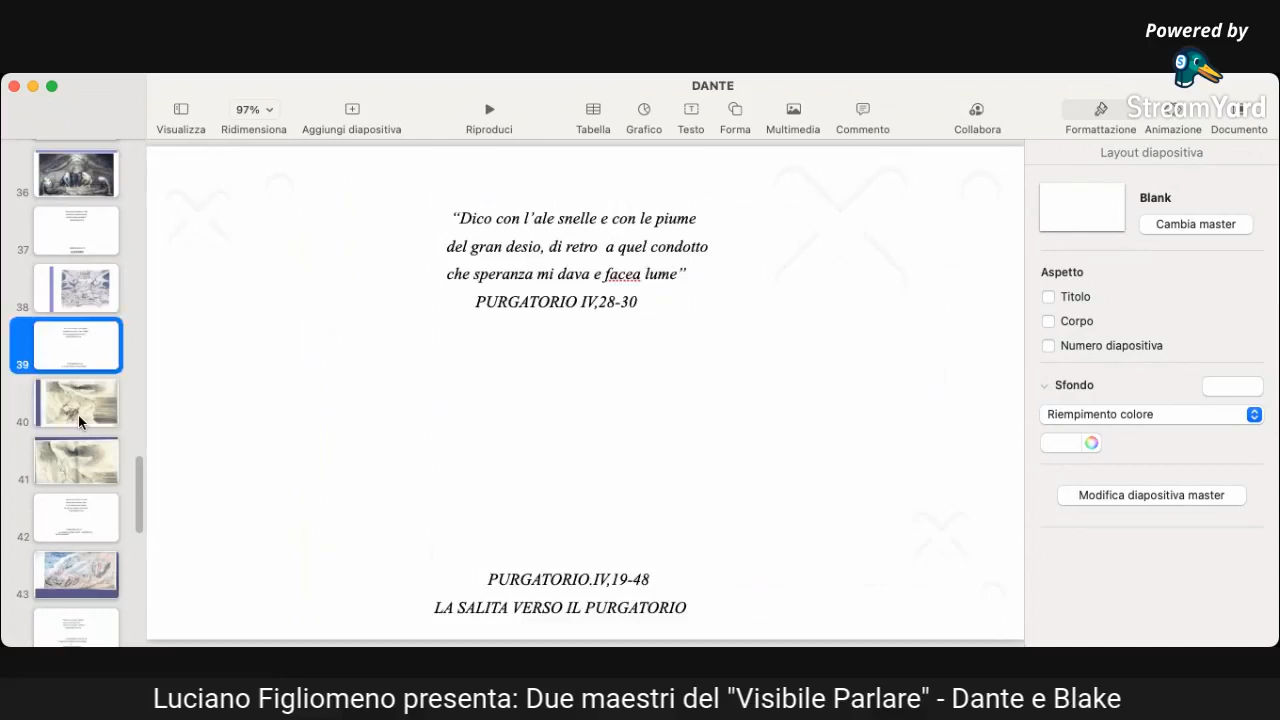 Powered by
StreamYard
DANTE
97%
Visualizza
Ridimensiona
Aggiungi diapositiva
Riproduci
Tabella
Grafico
Testo
Forma
Multimedia
Commento
Collabora
Formattazione
Animazione
Documento
36
37
38
39
40
41
42
43
“Dico con l’ale snelle e con le piume
del gran desio, di retro a quel condotto
che speranza mi dava e facea lume”
PURGATORIO IV,28-30
PURGATORIO.IV,19-48
LA SALITA VERSO IL PURGATORIO
Layout diapositiva
Blank
Cambia master
Aspetto
Titolo
Corpo
Numero diapositiva
Sfondo
Riempimento colore
Modifica diapositiva master
Luciano Figliomeno presenta: Due maestri del "Visibile Parlare" - Dante e Blake